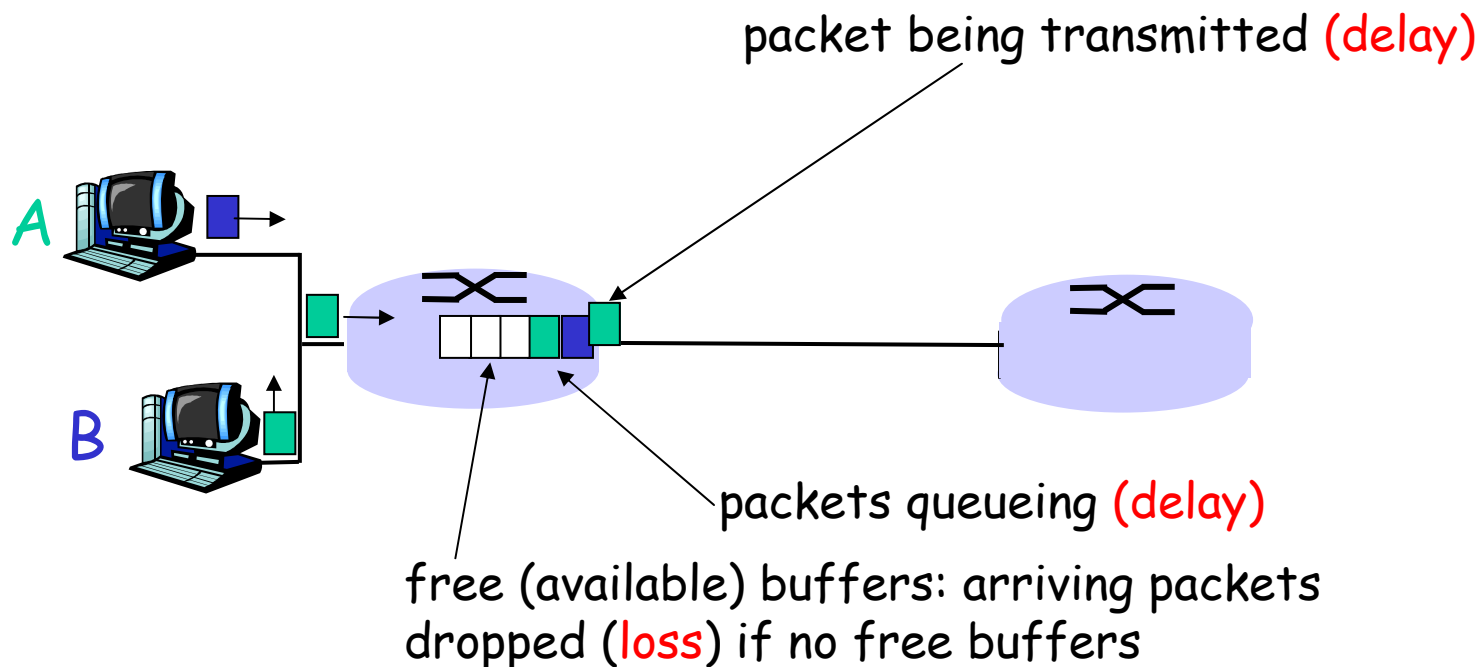 packet being transmitted (delay)
A
B
packets queueing (delay)
free (available) buffers: arriving packets
dropped (loss) if no free buffers